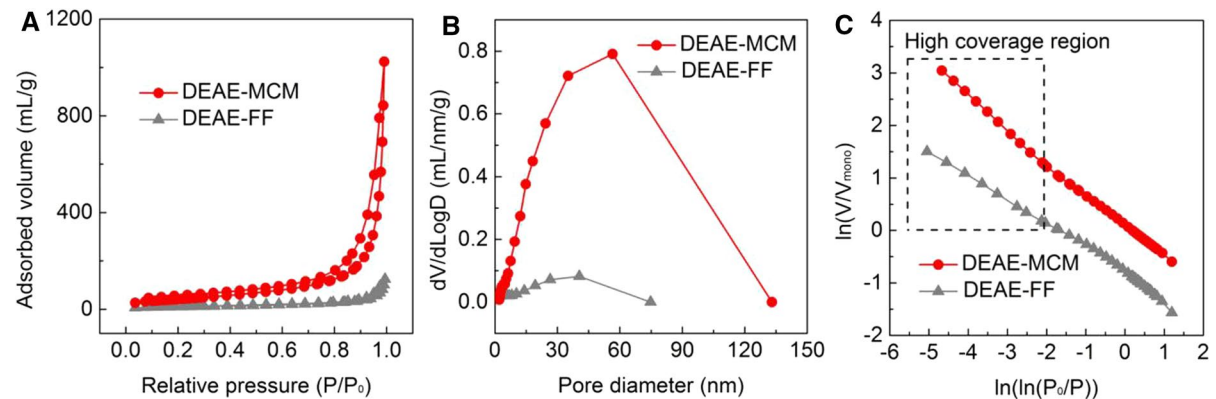 A
1200
800
400
0
Adsorbed volume (mL/g)
DEAE-MCM
DEAE-FF
0.0 0.2 0.4 0.6 0.8 1.0
Relative pressure (P/P₀)
B
0.8
0.6
0.4
0.2
0.0
dV/dLogD (mL/nm/g)
DEAE-MCM
DEAE-FF
0 30 60 90 120 150
Pore diameter (nm)
C
High coverage region
4
3
2
1
0
-1
-2
ln(V/Vmono)
DEAE-MCM
DEAE-FF
-6 -5 -4 -3 -2 -1 0 1 2
ln(ln(P₀/P))